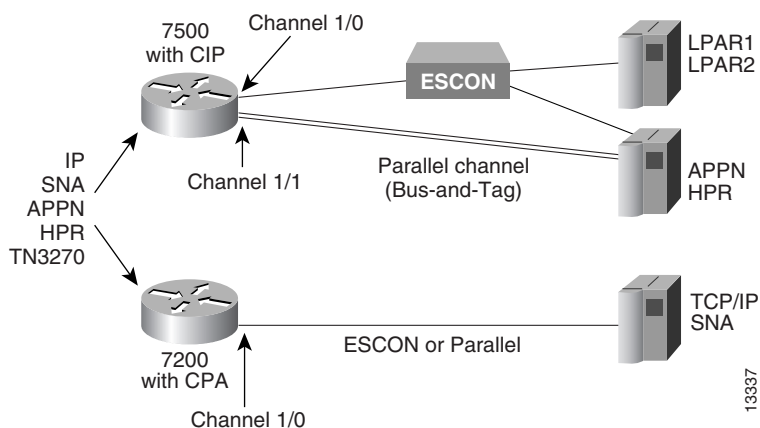 7500
with CIP
Channel 1/0
LPAR1
LPAR2
ESCON
IP
SNA
APPN
HPR
TN3270
Channel 1/1
Parallel channel
(Bus-and-Tag)
APPN
HPR
7200
with CPA
ESCON or Parallel
TCP/IP
SNA
Channel 1/0
13337